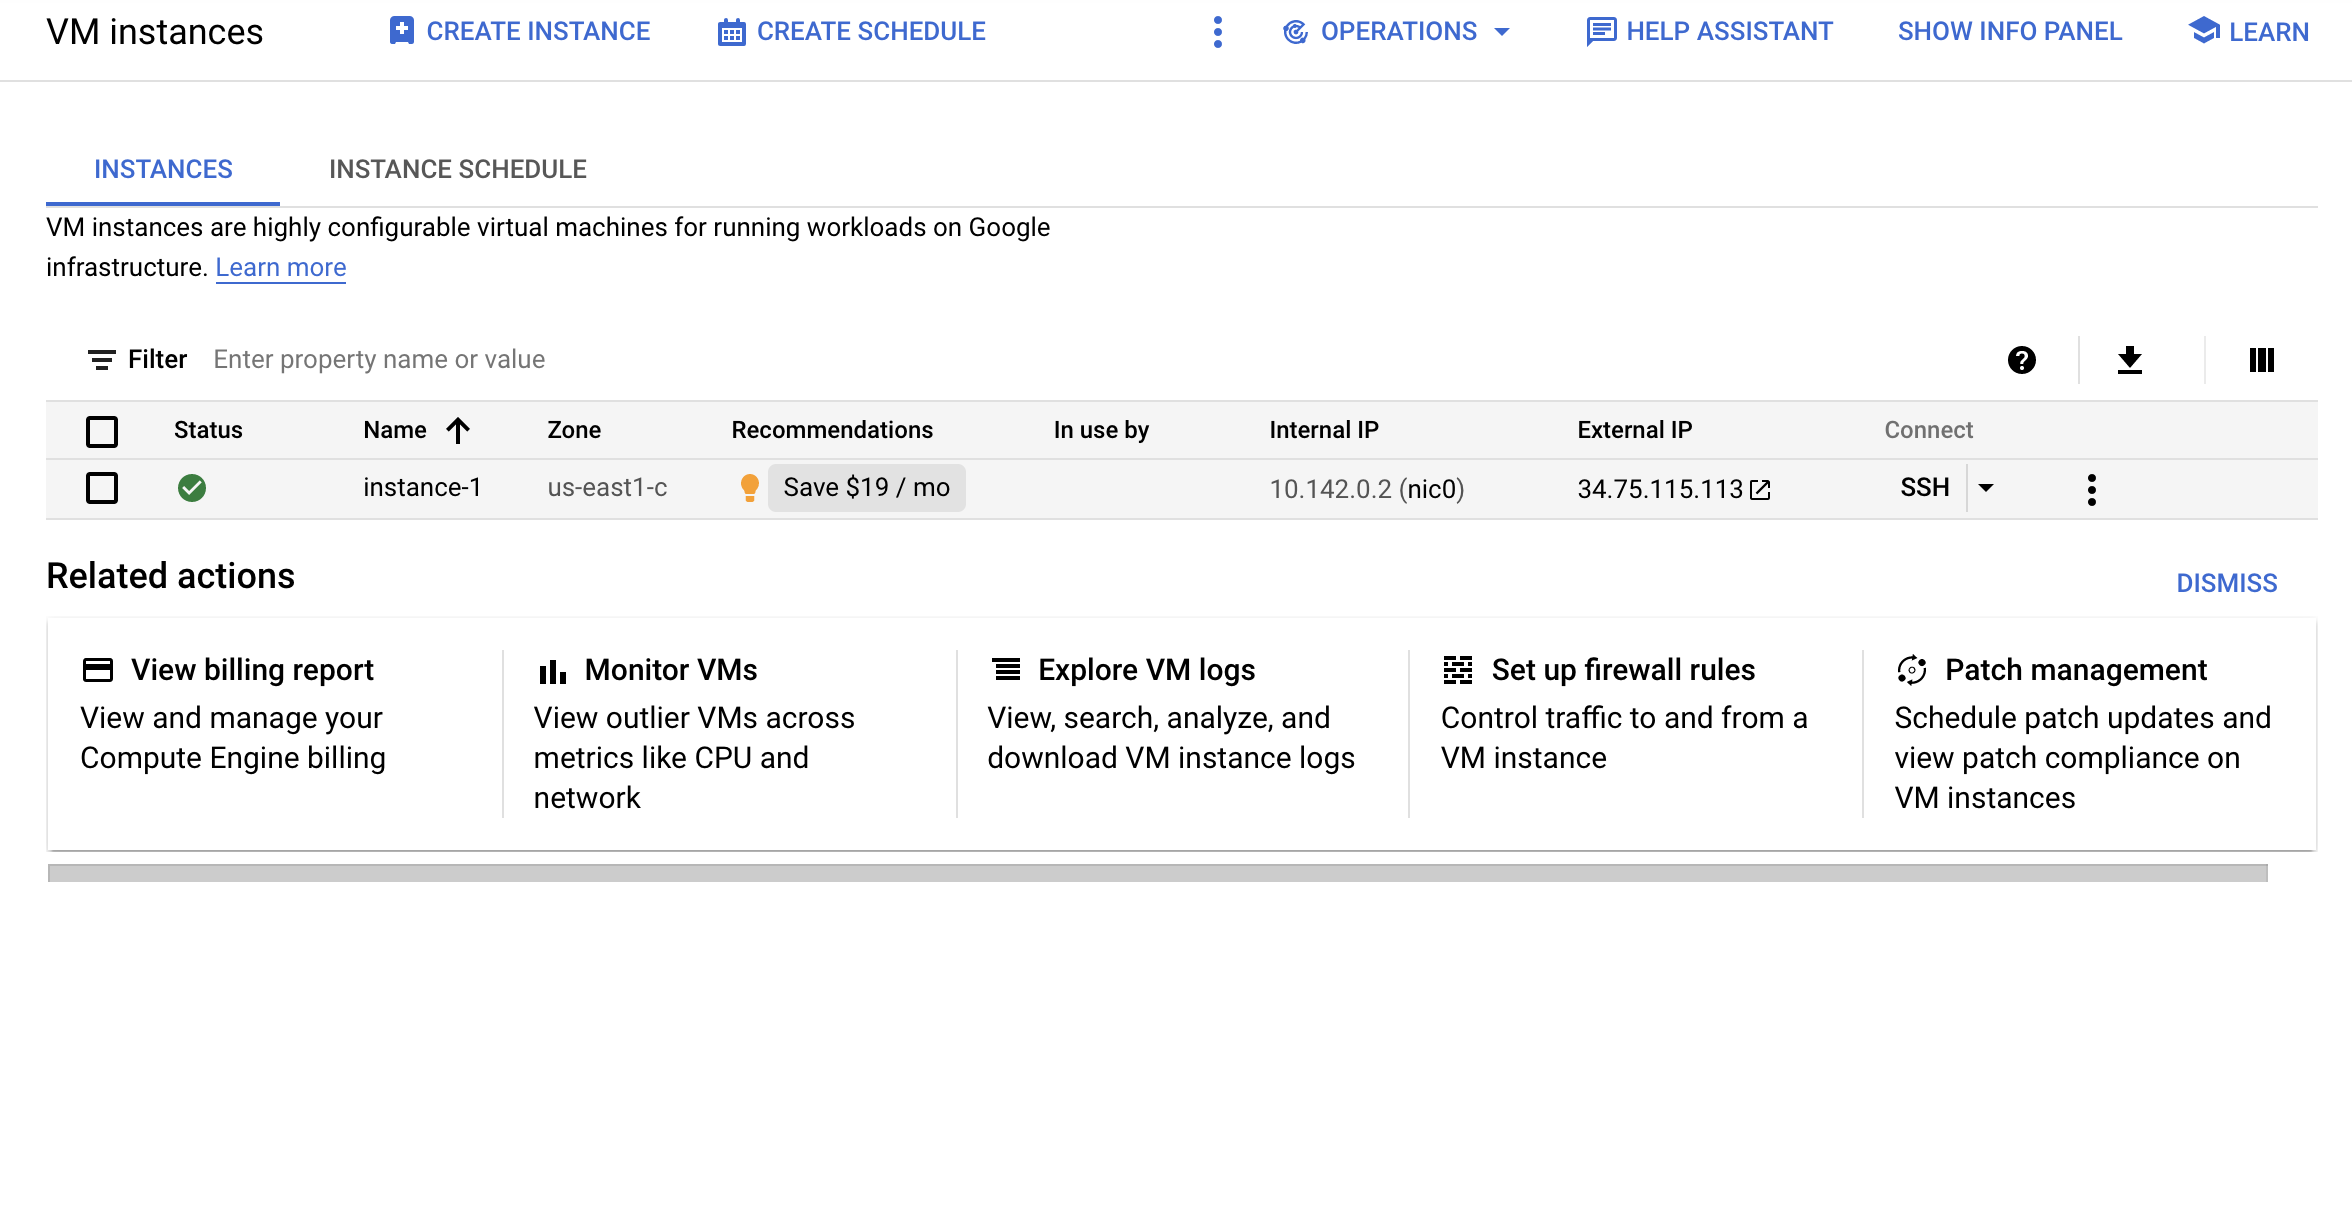 VM instances
CREATE INSTANCE
CREATE SCHEDULE
OPERATIONS
HELP ASSISTANT
SHOW INFO PANEL
LEARN
INSTANCES
INSTANCE SCHEDULE
VM instances are highly configurable virtual machines for running workloads on Google
infrastructure. Learn more
Filter
Enter property name or value
Status
Name
Zone
Recommendations
In use by
Internal IP
External IP
Connect
instance-1
us-east1-c
Save $19 / mo
10.142.0.2 (nic0)
34.75.115.113
SSH
Related actions
DISMISS
View billing report
View and manage your
Compute Engine billing
Monitor VMs
View outlier VMs across
metrics like CPU and
network
Explore VM logs
View, search, analyze, and
download VM instance logs
Set up firewall rules
Control traffic to and from a
VM instance
Patch management
Schedule patch updates and
view patch compliance on
VM instances